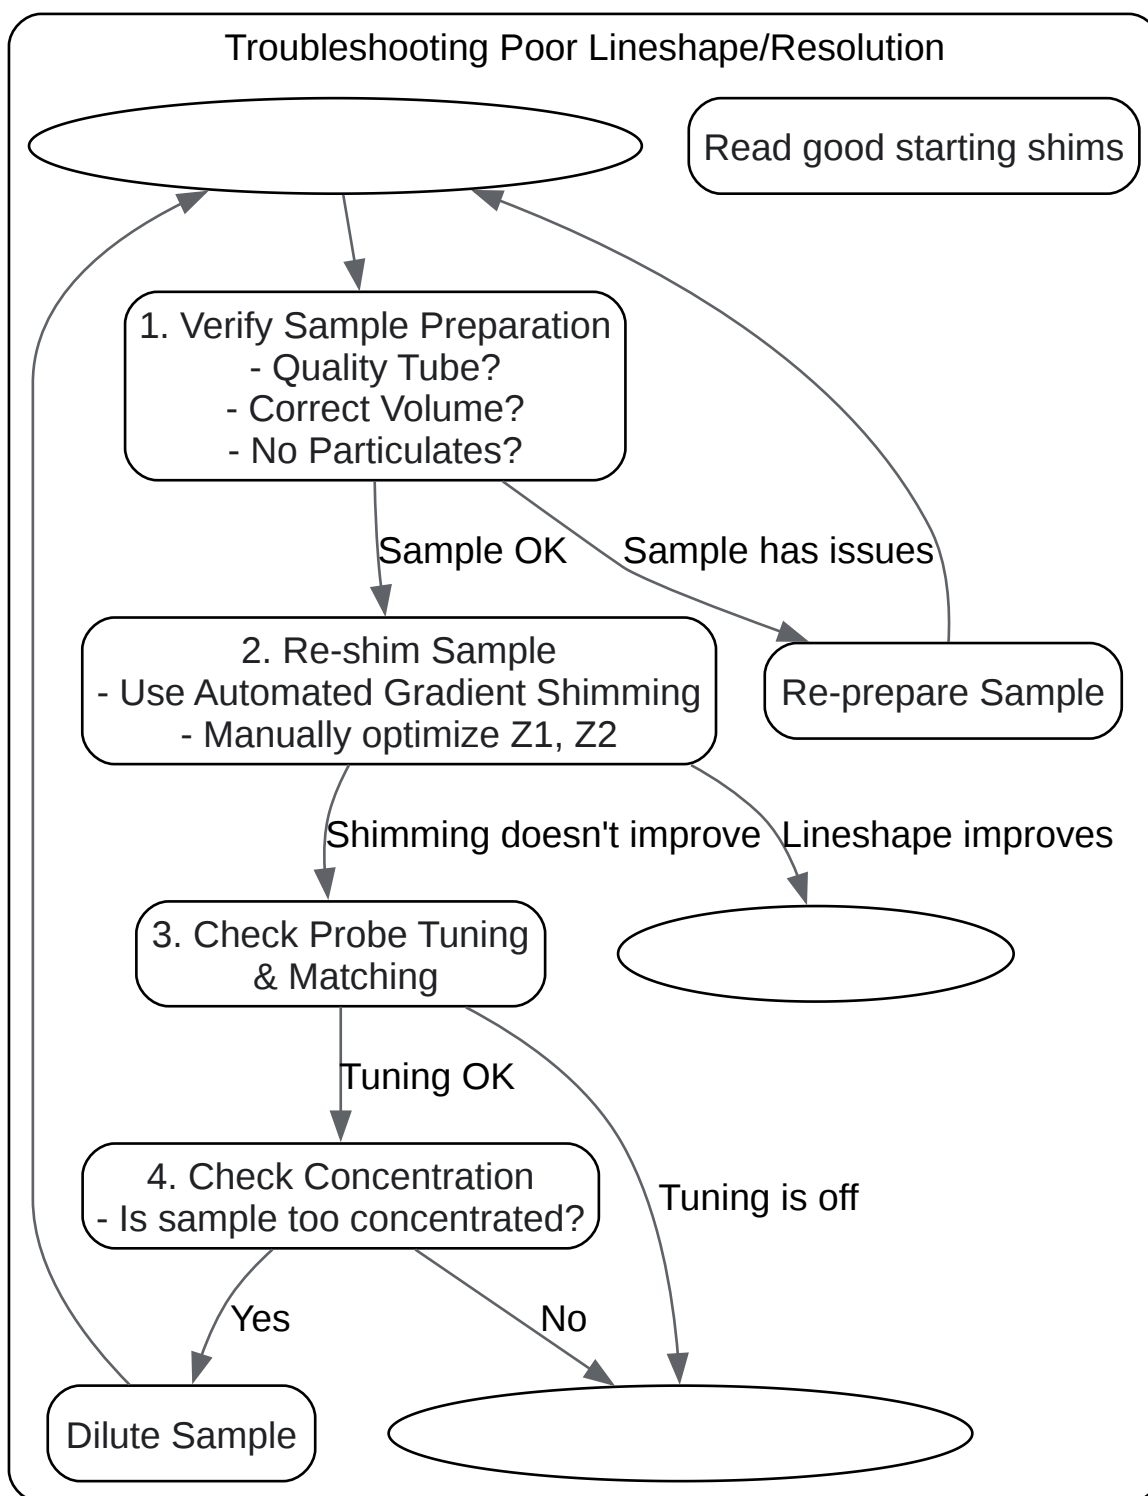 Troubleshooting Poor Lineshape/Resolution
Read good starting shims
1. Verify Sample Preparation
- Quality Tube?
- Correct Volume?
- No Particulates?
Sample OK
Sample has issues
2. Re-shim Sample
- Use Automated Gradient Shimming
- Manually optimize Z1, Z2
Re-prepare Sample
Shimming doesn't improve
Lineshape improves
3. Check Probe Tuning
& Matching
Tuning OK
4. Check Concentration
- Is sample too concentrated?
Tuning is off
Yes
No
Dilute Sample